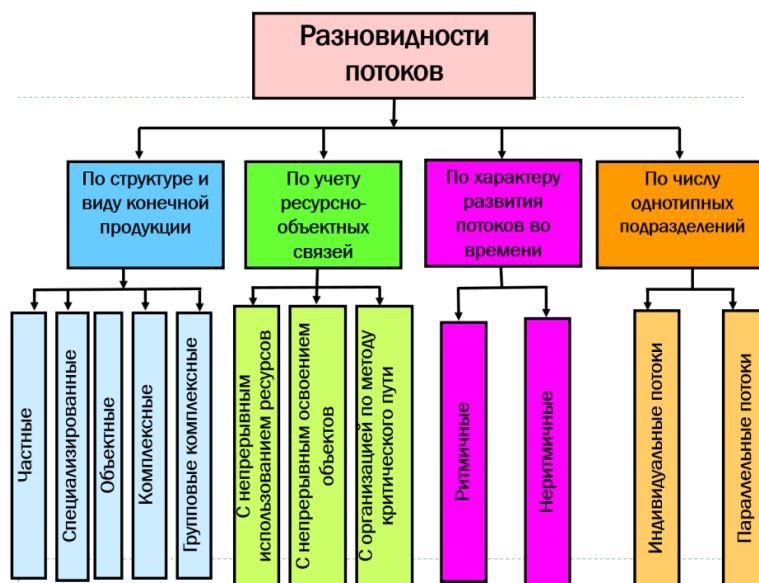 Разновидности
потоков
По структуре и
виду конечной
продукции
По учету
ресурсно-
объектных
связей
По характеру
развития
потоков во
времени
По числу
однотипных
подразделений
Частные
Специализированные
Объектные
Комплексные
Групповые комплексные
С непрерывным
использованием ресурсов
С непрерывным освоением
объектов
С организацией по методу
критического пути
Ритмичные
Неритмичные
Индивидуальные потоки
Параллельные потоки